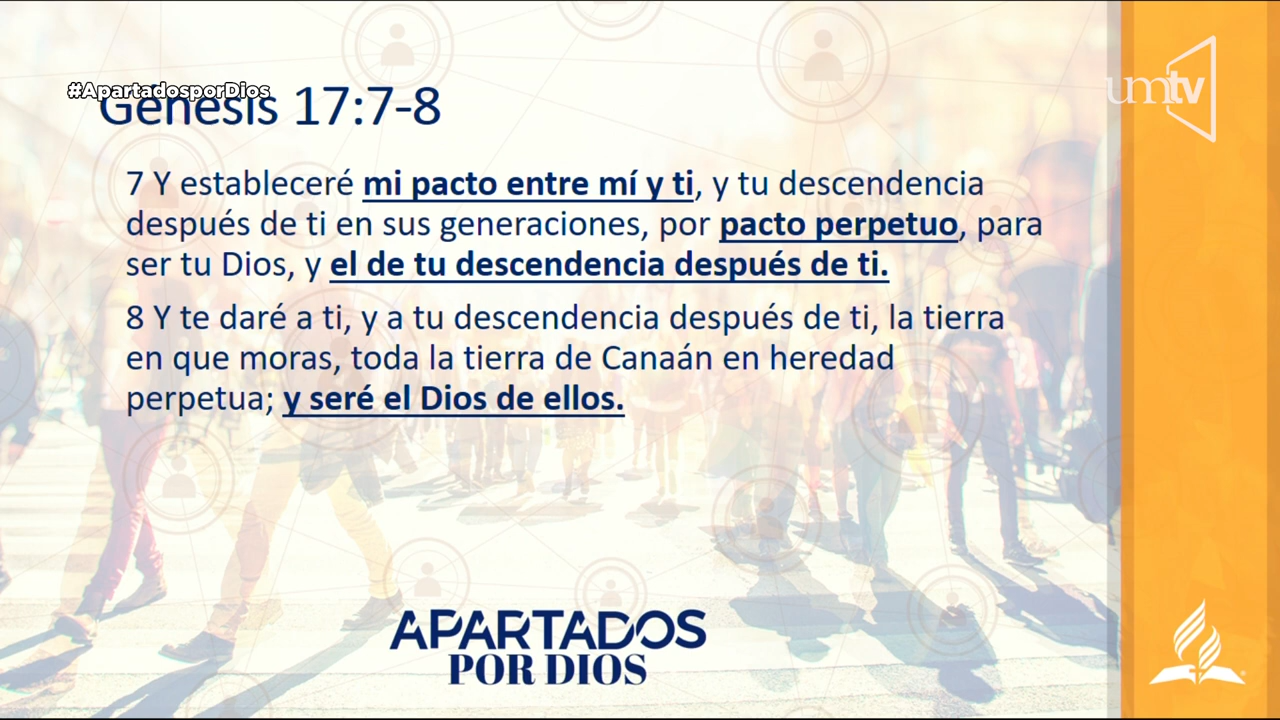 #ApartadosporDios
Génesis 17:7-8
umtv
7 Y estableceré mi pacto entre mí y ti, y tu descendencia
después de ti en sus generaciones, por pacto perpetuo, para
ser tu Dios, y el de tu descendencia después de ti.
8 Y te daré a ti, y a tu descendencia después de ti, la tierra
en que moras, toda la tierra de Canaán en heredad
perpetua; y seré el Dios de ellos.
APARTADOS
POR DIOS